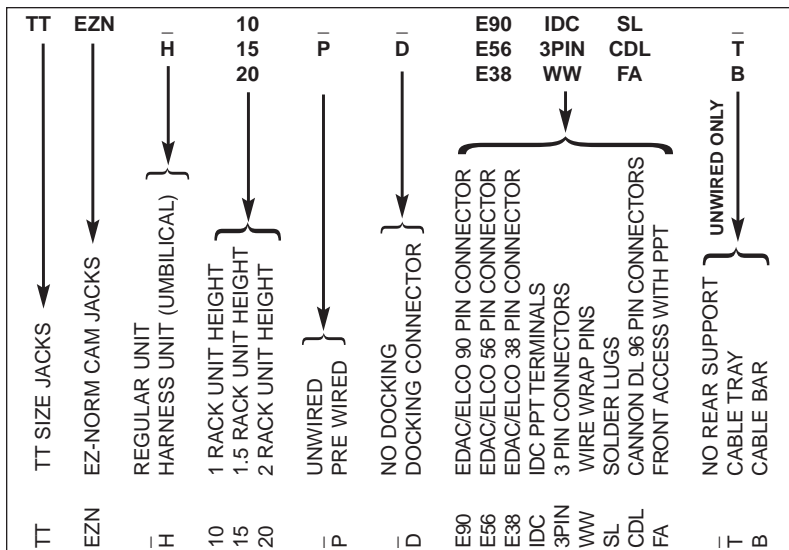 TT EZN _ 10 _ _ E90 IDC SL _
H 15 P D E56 3PIN CDL T
20 E38 WW FA B
UNWIRED ONLY
TT SIZE JACKS
EZ-NORM CAM JACKS
REGULAR UNIT
HARNESS UNIT (UMBILICAL)
1 RACK UNIT HEIGHT
1.5 RACK UNIT HEIGHT
2 RACK UNIT HEIGHT
UNWIRED
PRE WIRED
NO DOCKING
DOCKING CONNECTOR
EDAC/ELCO 90 PIN CONNECTOR
EDAC/ELCO 56 PIN CONNECTOR
EDAC/ELCO 38 PIN CONNECTOR
IDC PPT TERMINALS
3 PIN CONNECTORS
WIRE WRAP PINS
SOLDER LUGS
CANNON DL 96 PIN CONNECTORS
FRONT ACCESS WITH PPT
NO REAR SUPPORT
CABLE TRAY
CABLE BAR
TT
EZN
_
H
10
15
20
_
P
_
D
E90
E56
E38
IDC
3PIN
WW
SL
CDL
FA
_
T
B